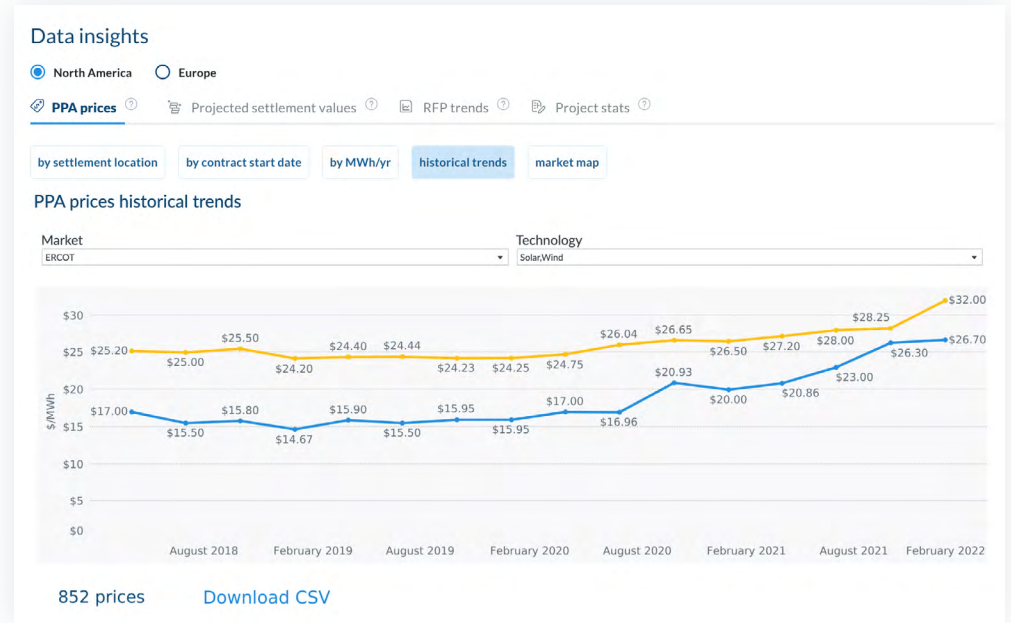 Data insights
North America Europe
PPA prices ? Projected settlement values ? RFP trends ? Project stats ?
by settlement location by contract start date by MWh/yr historical trends market map
PPA prices historical trends
Market Technology
ERCOT Solar,Wind
$/MWh
$30
$25
$20
$15
$10
$5
$0
$25.20 $25.00 $25.50 $24.20 $24.40 $24.44 $24.23 $24.25 $24.75 $26.04 $26.65 $26.50 $27.20 $28.00 $28.25 $32.00
$17.00 $15.50 $15.80 $14.67 $15.90 $15.50 $15.95 $15.95 $17.00 $16.96 $20.93 $20.00 $20.86 $23.00 $26.30 $26.70
August 2018 February 2019 August 2019 February 2020 August 2020 February 2021 August 2021 February 2022
852 prices Download CSV